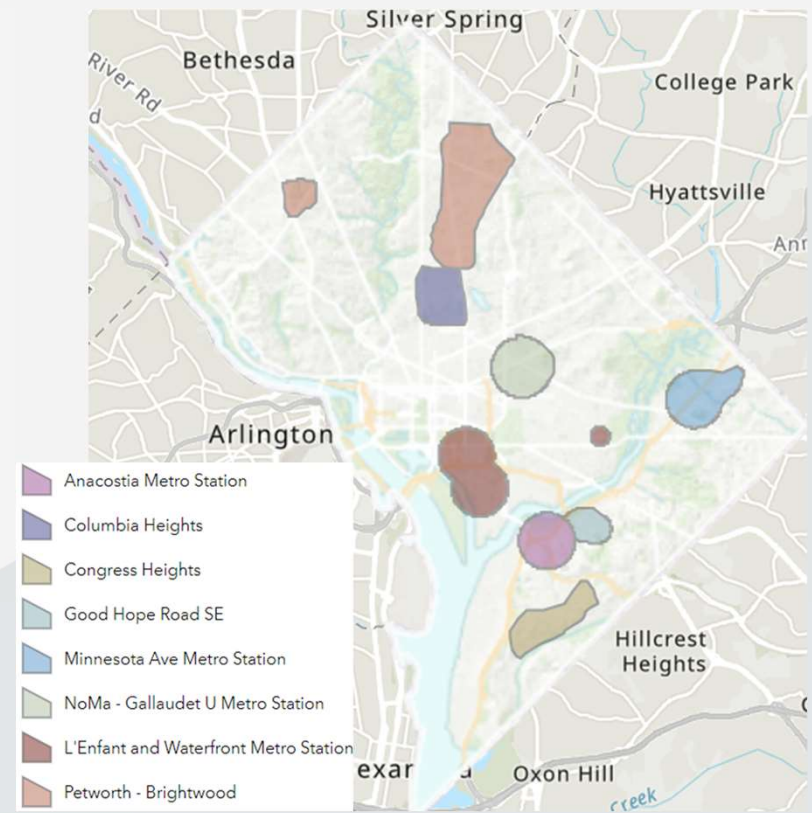 Silver Spring
Bethesda
River Rd
d
College Park
Hyattsville
Arlington
Anacostia Metro Station
Columbia Heights
Congress Heights
Good Hope Road SE
Minnesota Ave Metro Station
NoMa - Gallaudet U Metro Station
L'Enfant and Waterfront Metro Station
Petworth - Brightwood
Hillcrest
Heights
Oxon Hill
Creek